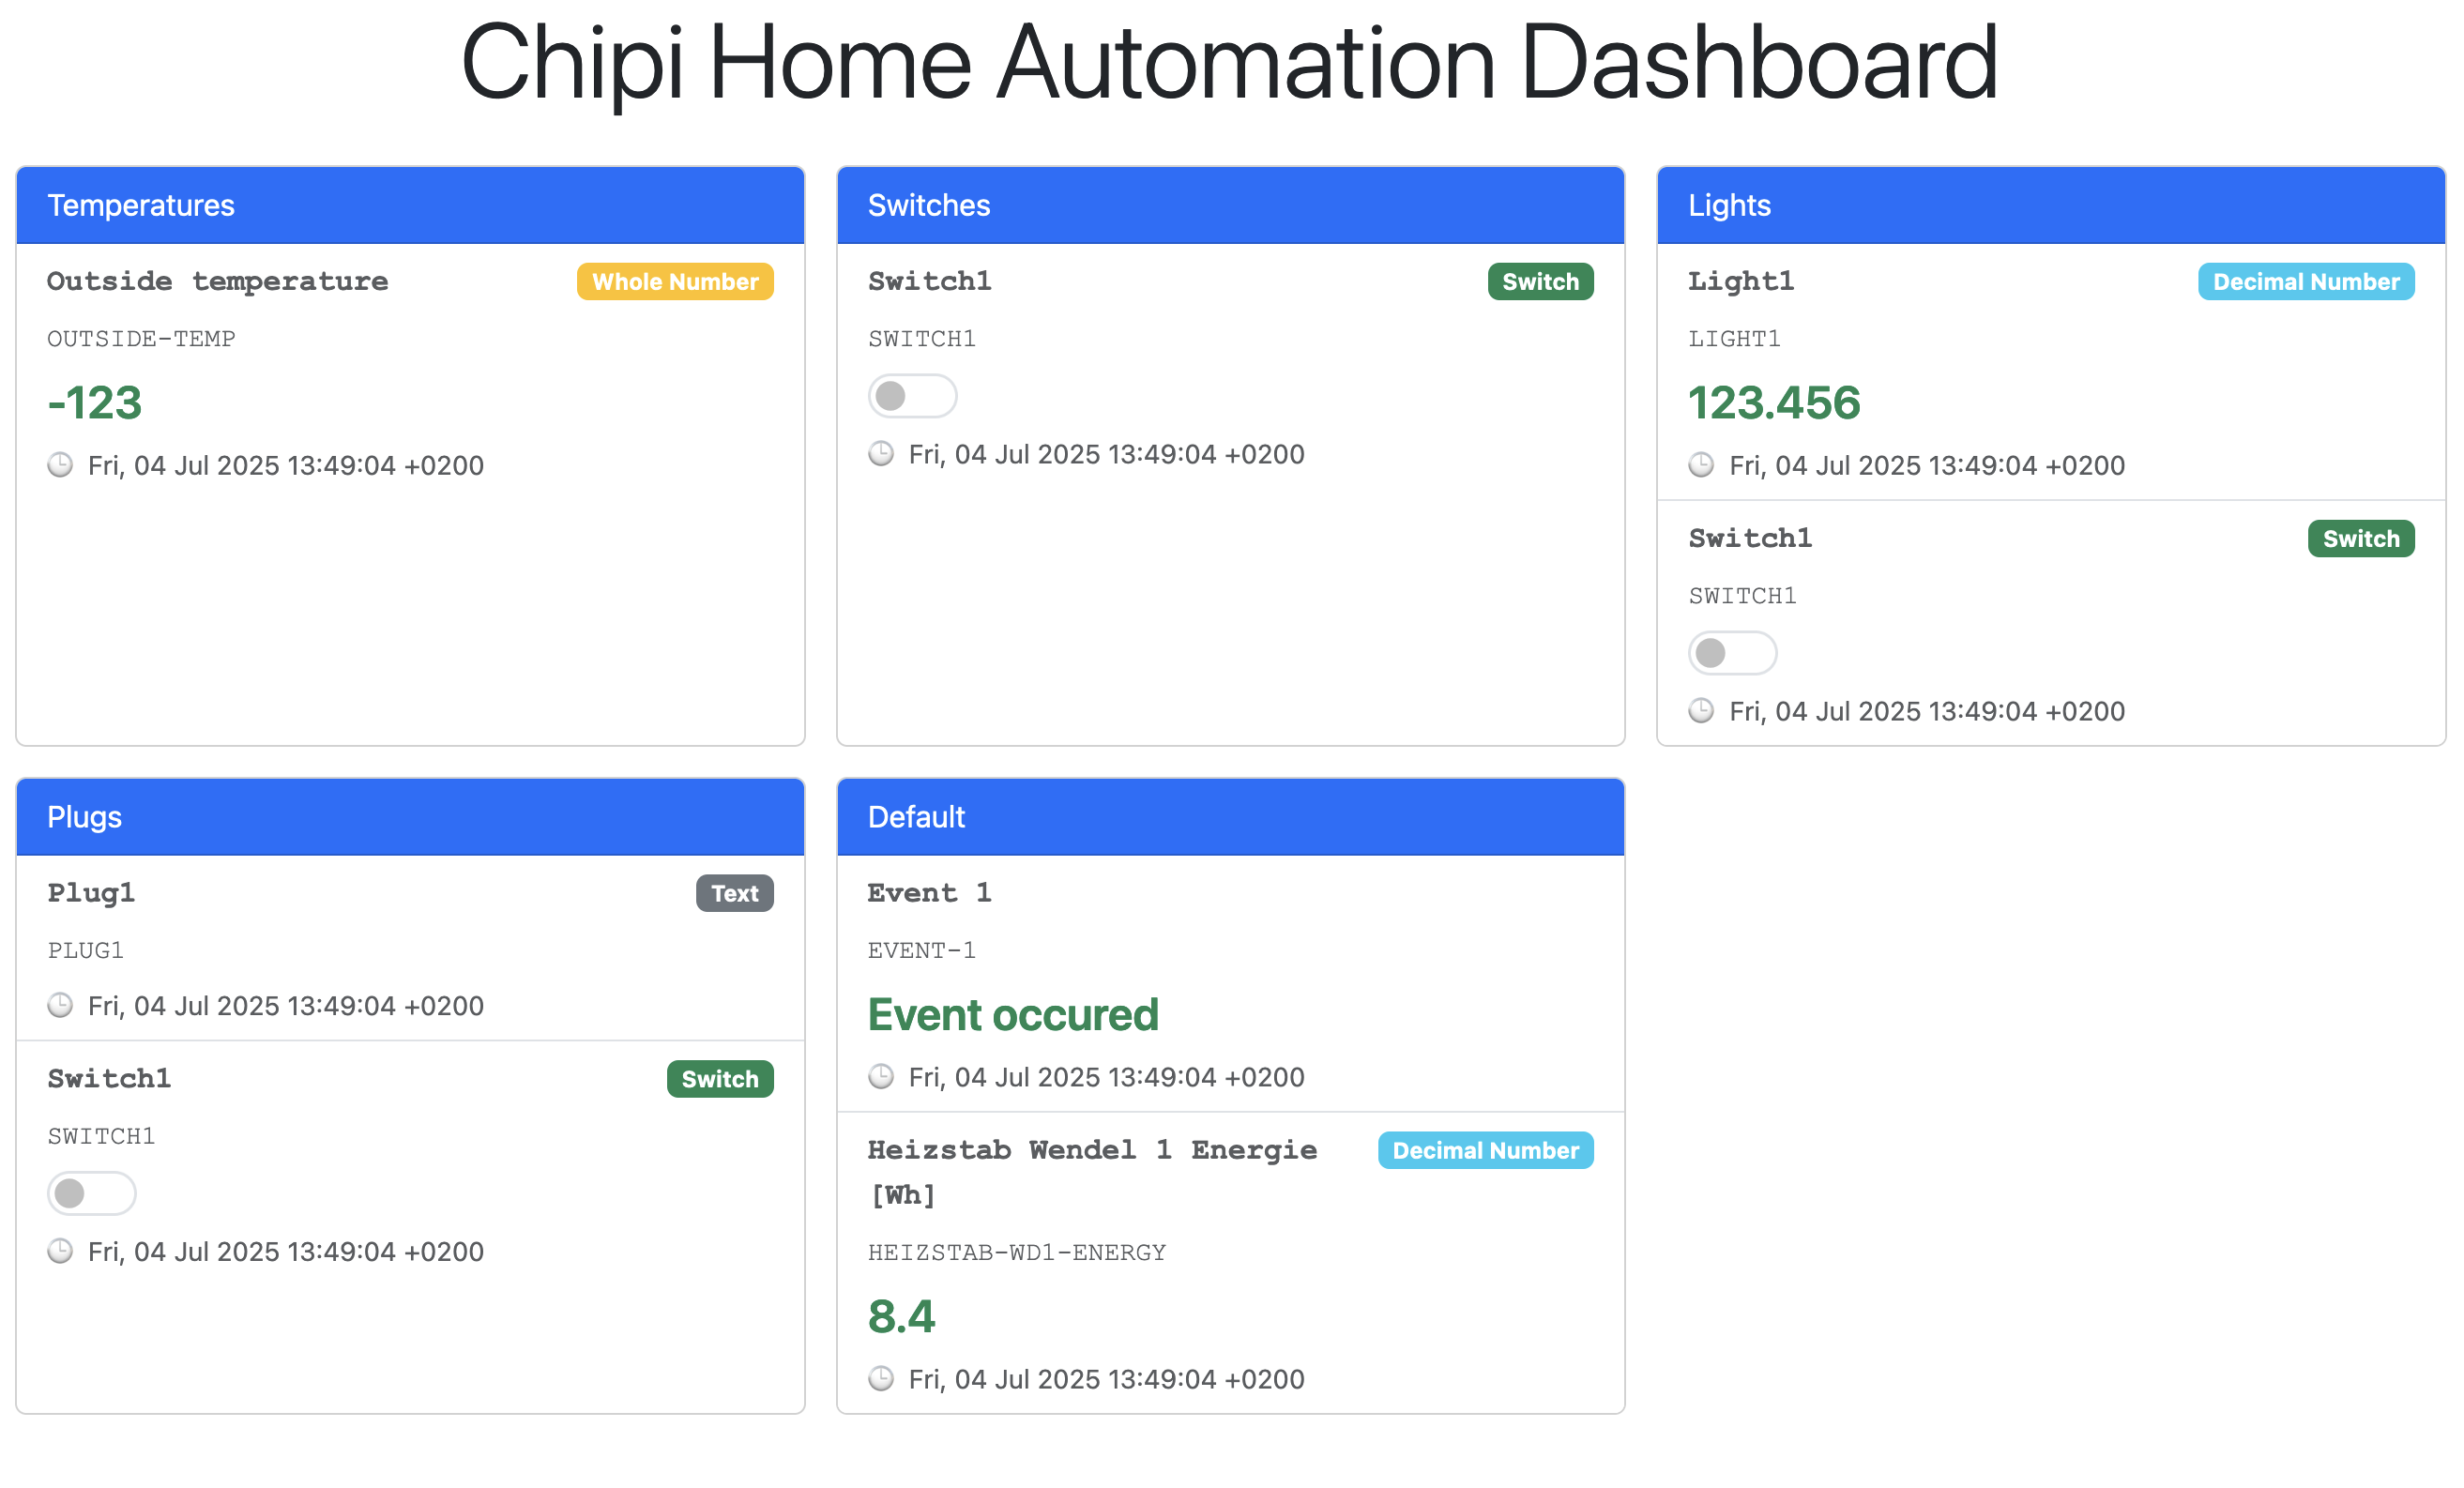 Chipi Home Automation Dashboard
Temperatures
Outside temperature
Whole Number
OUTSIDE-TEMP
-123
Fri, 04 Jul 2025 13:49:04 +0200
Switches
Switch1
Switch
SWITCH1
Fri, 04 Jul 2025 13:49:04 +0200
Lights
Light1
Decimal Number
LIGHT1
123.456
Fri, 04 Jul 2025 13:49:04 +0200
Switch1
Switch
SWITCH1
Fri, 04 Jul 2025 13:49:04 +0200
Plugs
Plug1
Text
PLUG1
Fri, 04 Jul 2025 13:49:04 +0200
Switch1
Switch
SWITCH1
Fri, 04 Jul 2025 13:49:04 +0200
Default
Event 1
EVENT-1
Event occured
Fri, 04 Jul 2025 13:49:04 +0200
Heizstab Wendel 1 Energie
[Wh]
Decimal Number
HEIZSTAB-WD1-ENERGY
8.4
Fri, 04 Jul 2025 13:49:04 +0200